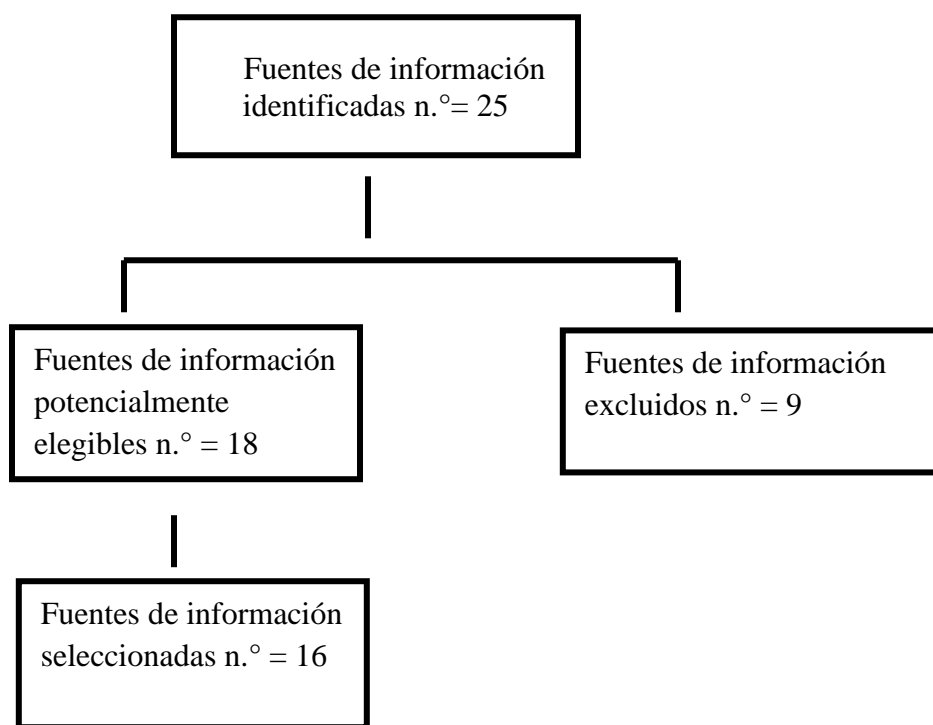 Fuentes de información
identificadas n.°= 25
Fuentes de información
potencialmente
elegibles n.° = 18
Fuentes de información
excluidos n.° = 9
Fuentes de información
seleccionadas n.° = 16